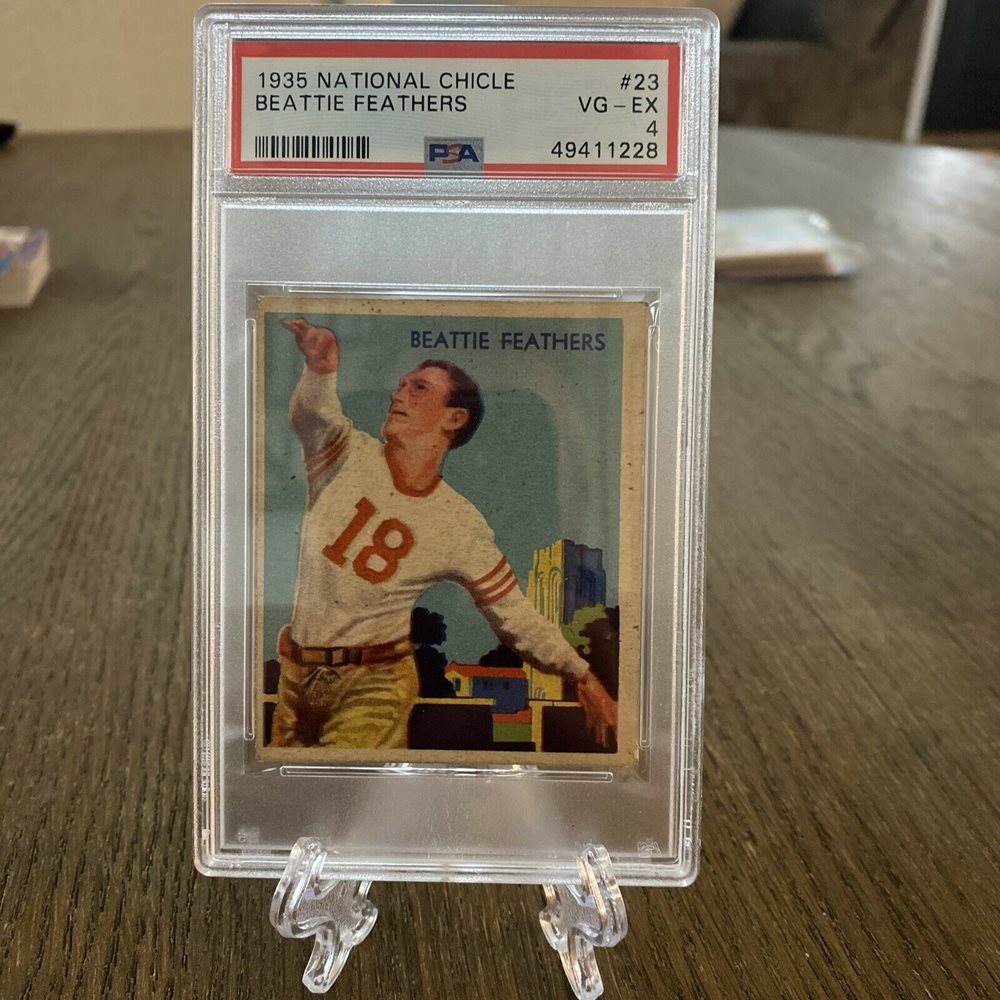 1935 NATIONAL CHICLE #23
BEATTIE FEATHERS VG - EX
4
PSA 49411228
BEATTIE FEATHERS
18